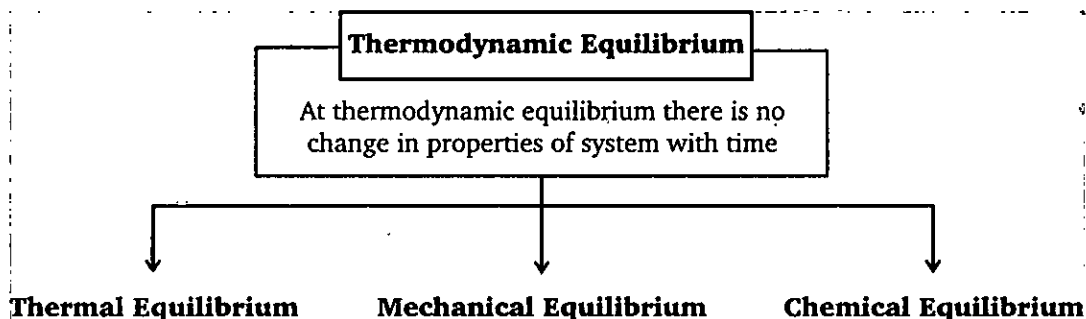 Thermodynamic Equilibrium
At thermodynamic equilibrium there is no
change in properties of system with time
Thermal Equilibrium
Mechanical Equilibrium
Chemical Equilibrium